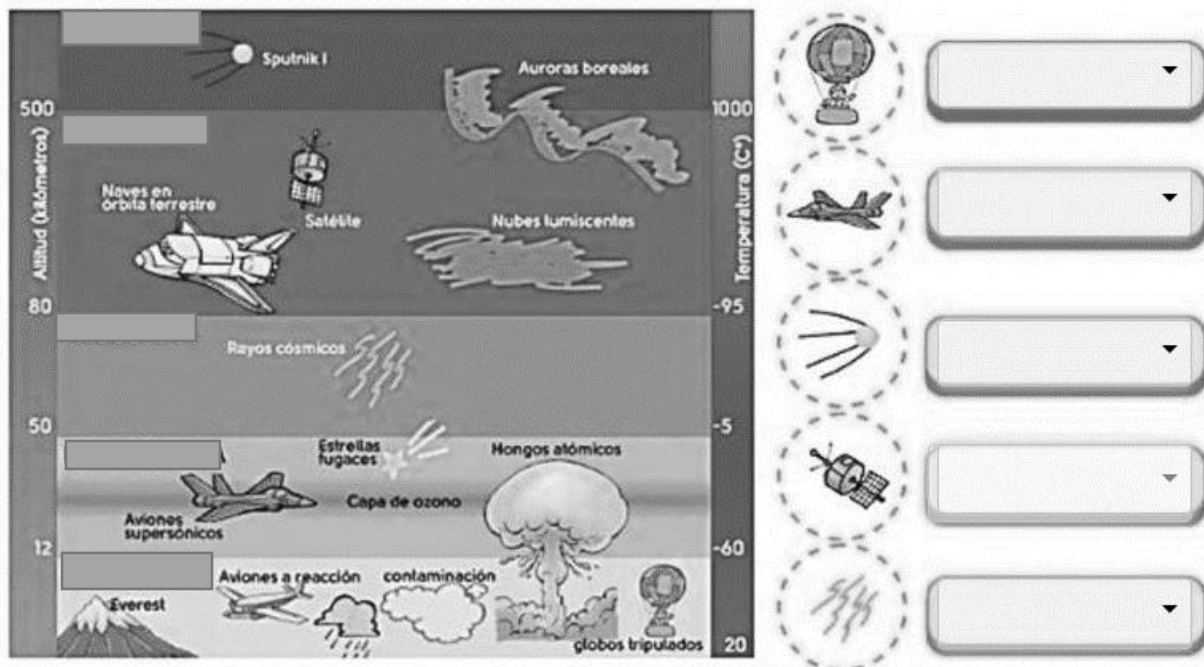 Sputnik I
Auroras boreales
500
1000
Altitud (kilómetros)
Temperatura (Cº)
Naves en
órbita terrestre
Satélite
Nubes lumiscentes
80
-95
Rayos cósmicos
50
-5
Estrellas
fugaces
Hongos atómicos
Capa de ozono
Aviones
supersónicos
12
-60
Aviones a reacción
contaminación
Everest
globos tripulados
20